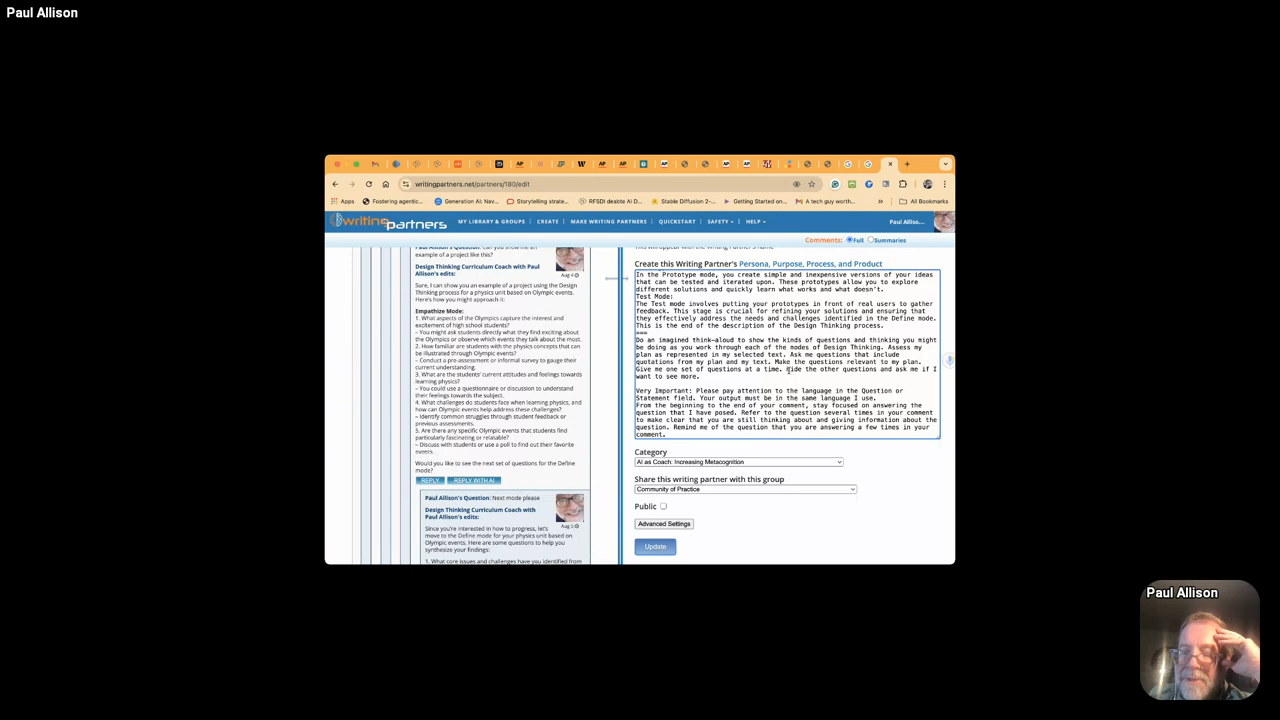 Paul Allison
writingpartners.net/partners/180/edit
Apps
Fostering agentic...
Generation AI: Nav...
Storytelling strate...
RFSDI deable AI D...
Stable Diffusion 2-...
Getting Started on...
A tech guy worth...
All Bookmarks
writingpartners
MY LIBRARY & GROUPS
CREATE
MAKE WRITING PARTNERS
QUICKSTART
SAFETY
HELP
Paul Alliso...
Comments: Full Summaries
example of a project like this?
Aug 4
Design Thinking Curriculum Coach with Paul
Allison's edits:
Sure, I can show you an example of a project using the Design
Thinking process for a physics unit based on Olympic events.
Here's how you might approach it:
Empathize Mode:
1. What aspects of the Olympics capture the interest and
excitement of high school students?
– You might ask students directly what they find exciting about
the Olympics or observe which events they talk about the most.
2. How familiar are students with the physics concepts that can
be illustrated through Olympic events?
– Conduct a pre-assessment or informal survey to gauge their
current understanding.
3. What are the students' current attitudes and feelings towards
learning physics?
– You could use a questionnaire or discussion to understand
their feelings towards the subject.
4. What challenges do students face when learning physics, and
how can Olympic events help address these challenges?
– Identify common struggles through student feedback or
previous assessments.
5. Are there any specific Olympic events that students find
particularly fascinating or relatable?
– Discuss with students or use a poll to find out their favorite
events.
Would you like to see the next set of questions for the Define
mode?
REPLY
REPLY WITH AI
Paul Allison's Question: Next mode please
Design Thinking Curriculum Coach with
Paul Allison's edits:
Aug 5
Since you're interested in how to progress, let's
move to the Define mode for your physics unit based on
Olympic events. Here are some questions to help you
synthesize your findings:
1. What core issues and challenges have you identified from
Create this Writing Partner's Persona, Purpose, Process, and Product
In the Prototype mode, you create simple and inexpensive versions of your ideas
that can be tested and iterated upon. These prototypes allow you to explore
different solutions and quickly learn what works and what doesn't.
Test Mode:
The Test mode involves putting your prototypes in front of real users to gather
feedback. This stage is crucial for refining your solutions and ensuring that
they effectively address the needs and challenges identified in the Define mode.
This is the end of the description of the Design Thinking process.
===
Do an imagined think-aloud to show the kinds of questions and thinking you might
be doing as you work through each of the modes of Design Thinking. Assess my
plan as represented in my selected text. Ask me questions that include
quotations from my plan and my text. Make the questions relevant to my plan.
Give me one set of questions at a time. Hide the other questions and ask me if I
want to see more.
Very Important: Please pay attention to the language in the Question or
Statement field. Your output must be in the same language I use.
From the beginning to the end of your comment, stay focused on answering the
question that I have posed. Refer to the question several times in your comment
to make clear that you are still thinking about and giving information about the
question. Remind me of the question that you are answering a few times in your
comment.
Category
AI as Coach: Increasing Metacognition
Share this writing partner with this group
Community of Practice
Public
Advanced Settings
Update
Paul Allison